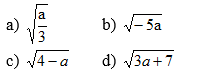 a) √(a/3) b) √(– 5a)
c) √(4 – a) d) √(3a + 7)